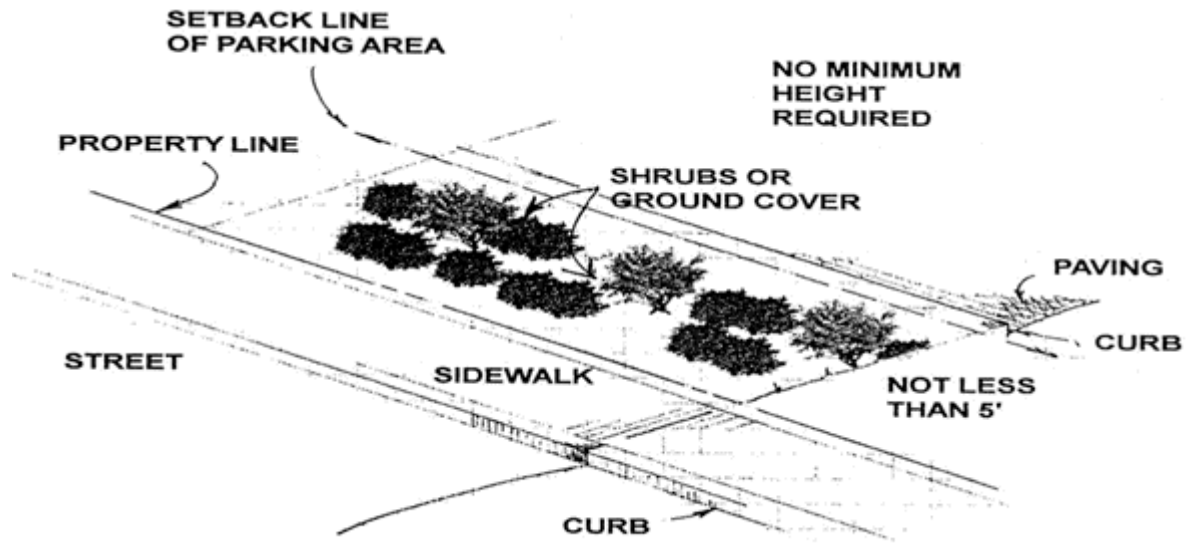 SETBACK LINE
OF PARKING AREA
NO MINIMUM
HEIGHT
REQUIRED
PROPERTY LINE
SHRUBS OR
GROUND COVER
PAVING
CURB
STREET
SIDEWALK
NOT LESS
THAN 5'
CURB